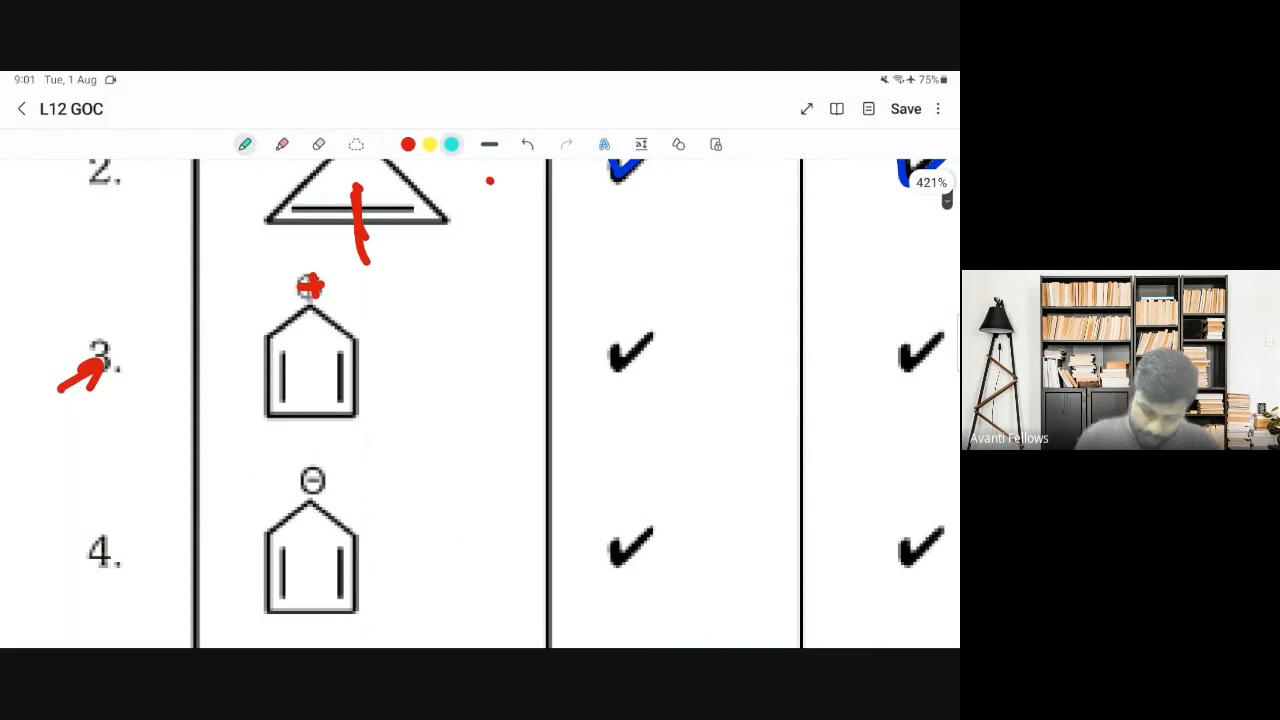 9:01 Tue, 1 Aug
75%
L12 GOC
Save
2.
421%
3.
4.
Avanti Fellows